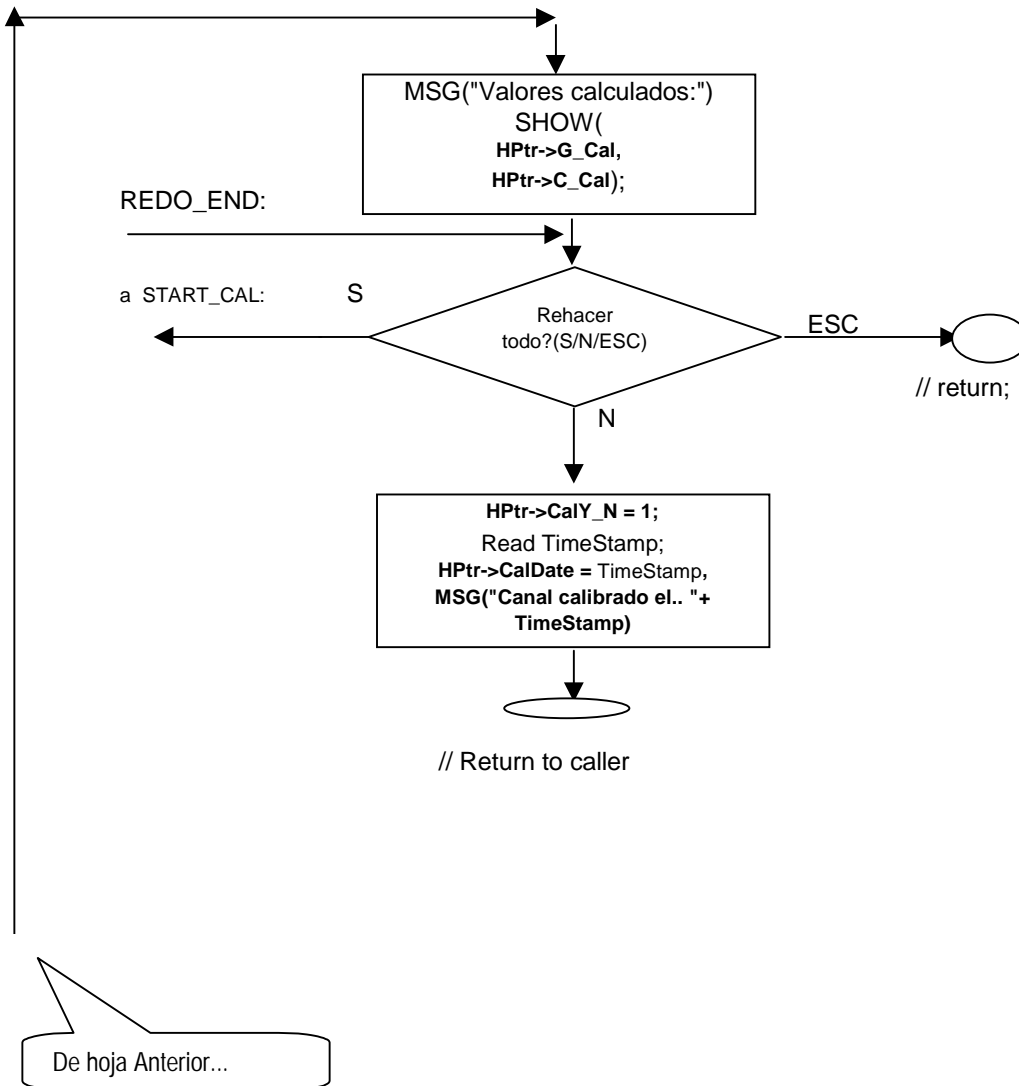 MSG("Valores calculados:")
SHOW(
HPtr->G_Cal,
HPtr->C_Cal);
REDO_END:
a START_CAL:
S
Rehacer
todo?(S/N/ESC)
ESC
// return;
N
HPtr->CalY_N = 1;
Read TimeStamp;
HPtr->CalDate = TimeStamp,
MSG("Canal calibrado el.. "+
TimeStamp)
// Return to caller
De hoja Anterior...